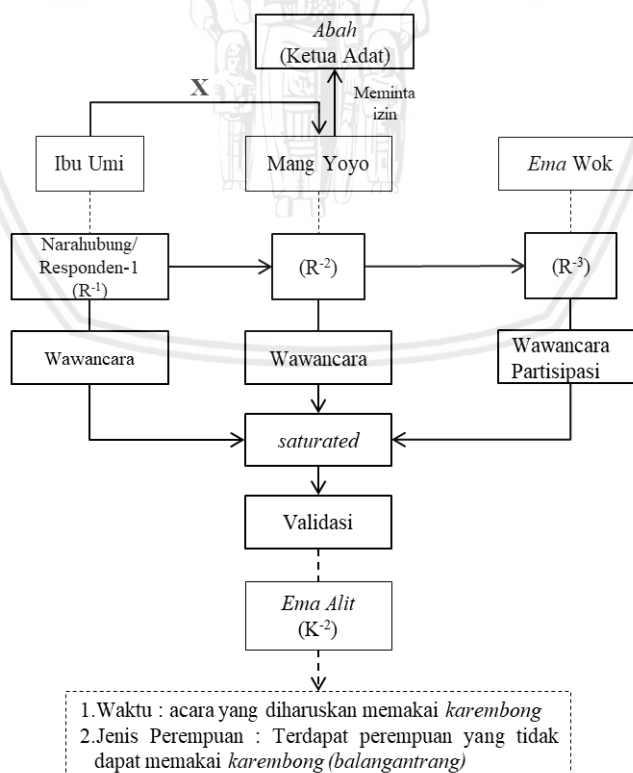 Abah
(Ketua Adat)
X
Meminta
izin
Ibu Umi
Mang Yoyo
Ema Wok
Narahubung/
Responden-1
(R-1)
(R-2)
(R-3)
Wawancara
Wawancara
Wawancara
Partisipasi
saturated
Validasi
Ema Alit
(K-2)
1.Waktu : acara yang diharuskan memakai karembong
2.Jenis Perempuan : Terdapat perempuan yang tidak
dapat memakai karembong (balangantrang)